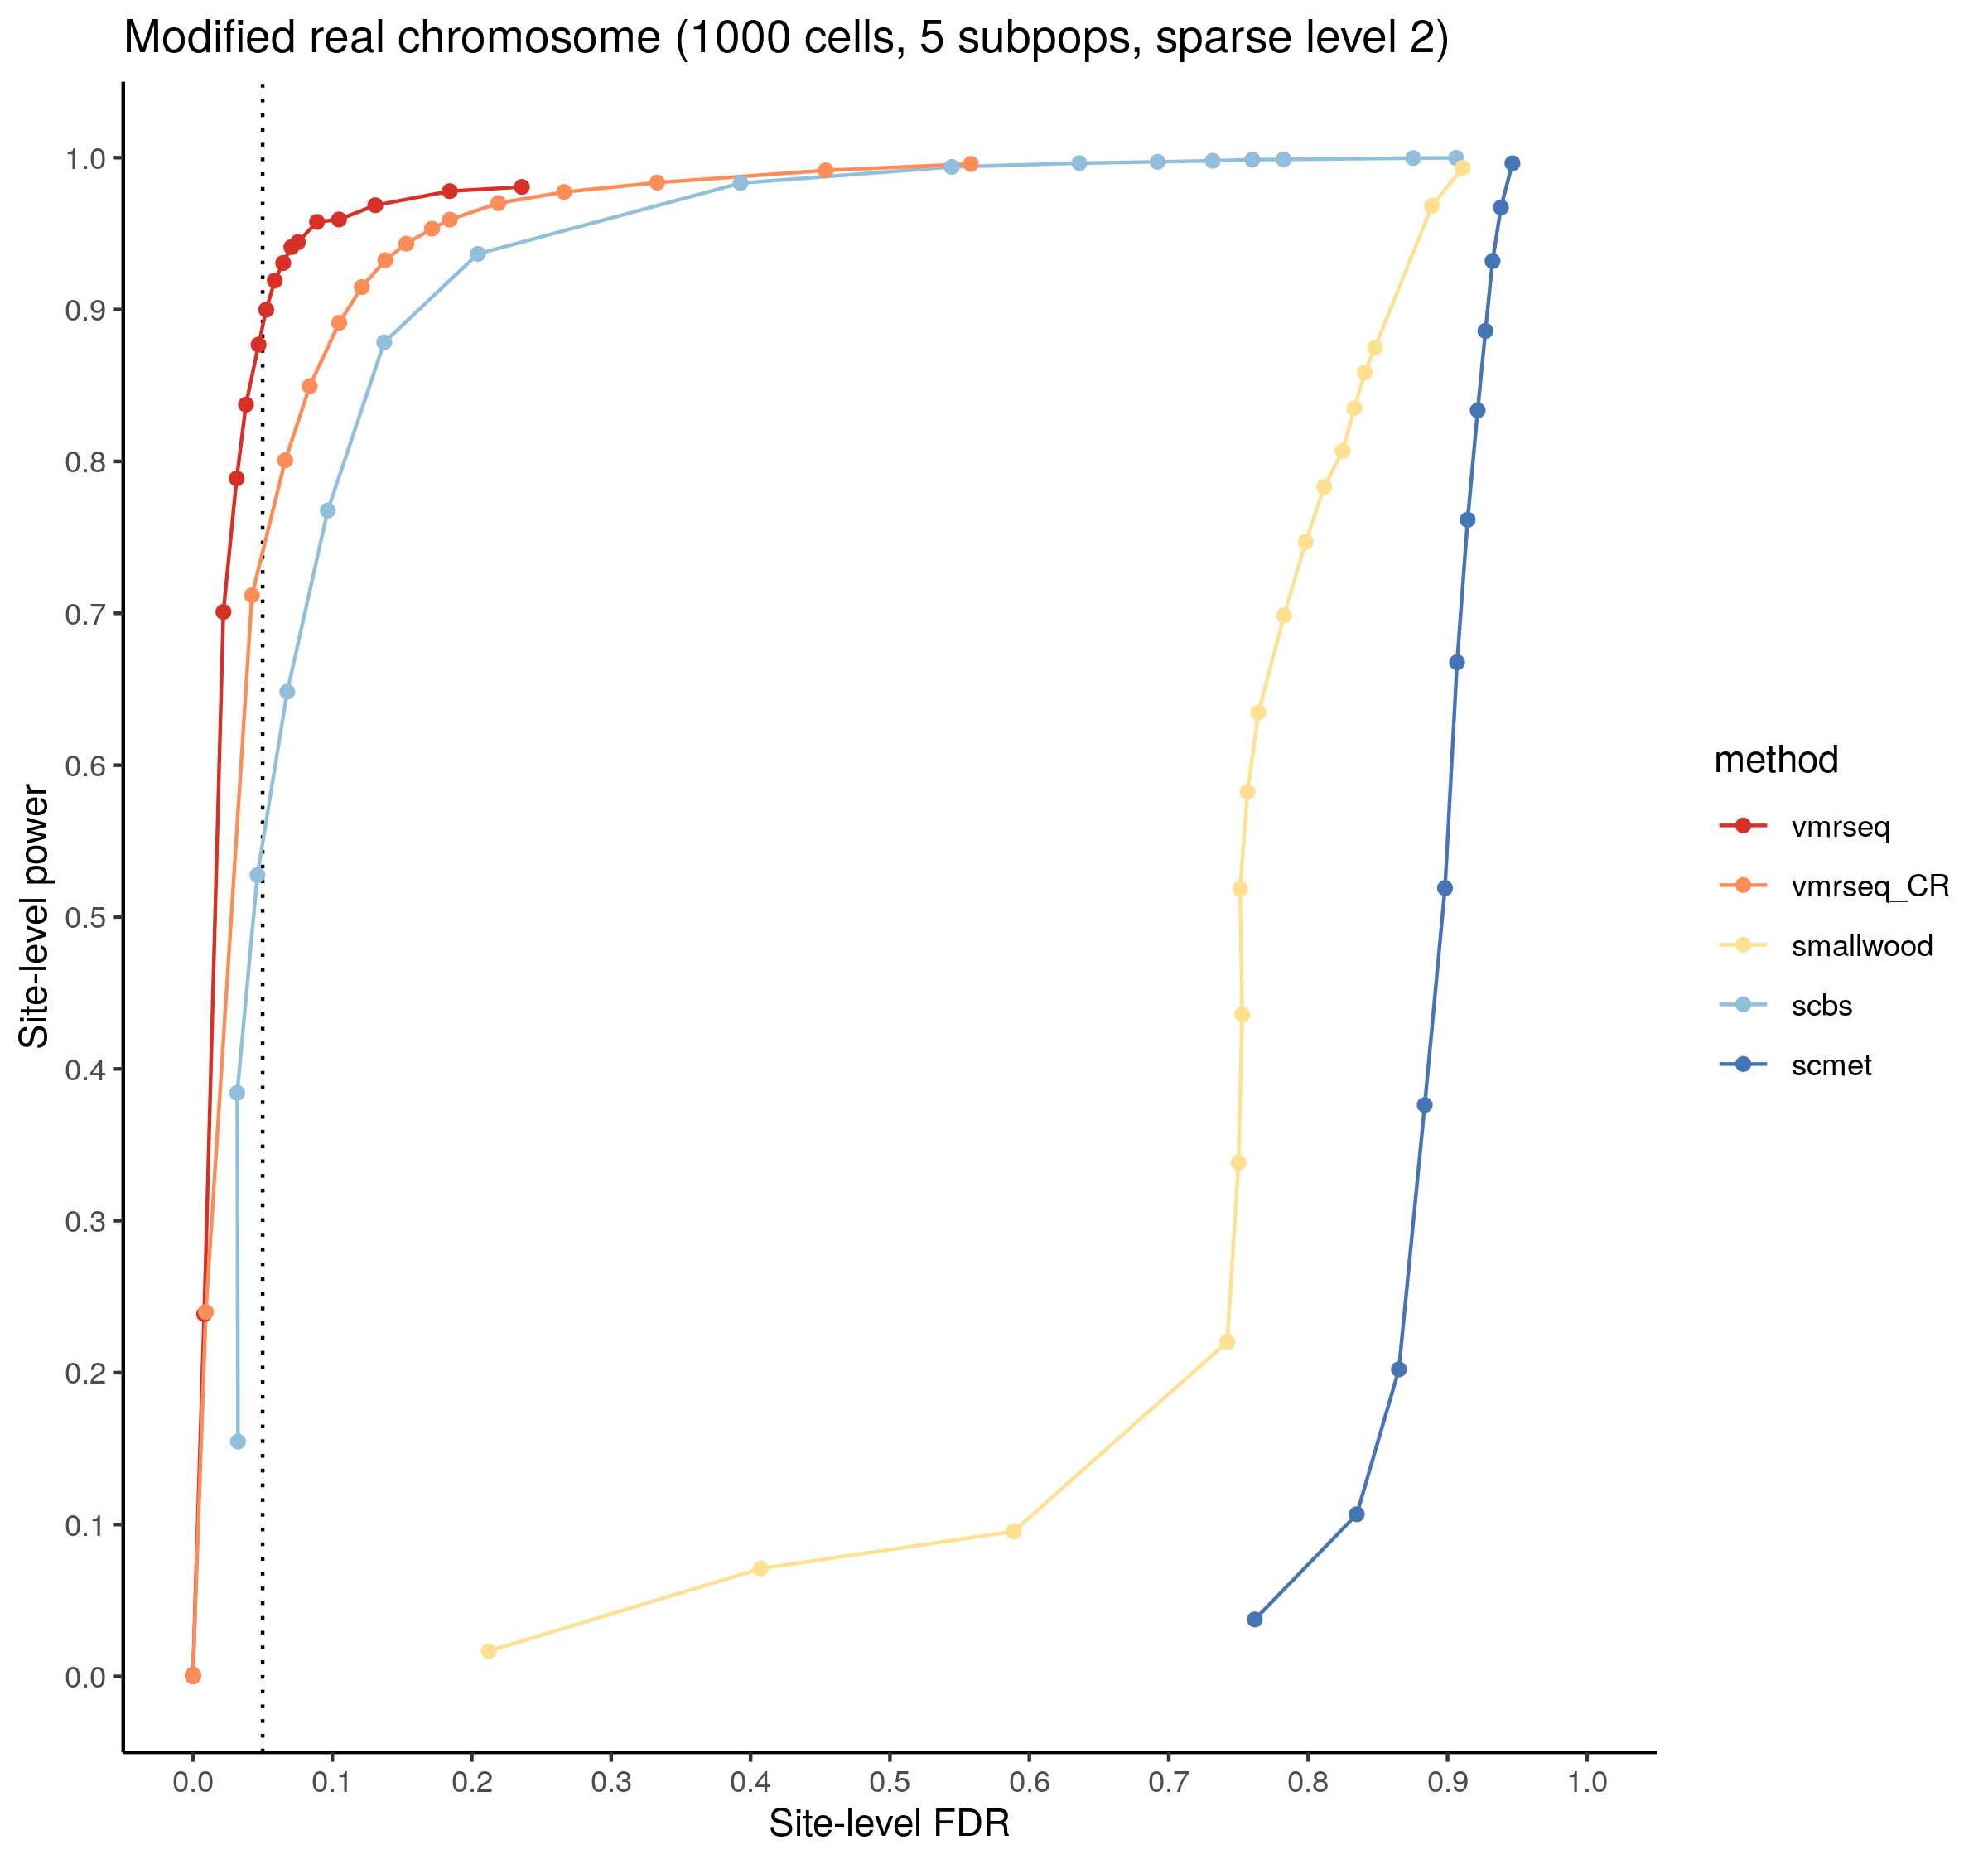 Modified real chromosome (1000 cells, 5 subpops, sparse level 2)
Site-level power
1.0
0.9
0.8
0.7
0.6
0.5
0.4
0.3
0.2
0.1
0.0
0.0 0.1 0.2 0.3 0.4 0.5 0.6 0.7 0.8 0.9 1.0
Site-level FDR
method
vmrseq
vmrseq_CR
smallwood
scbs
scmet